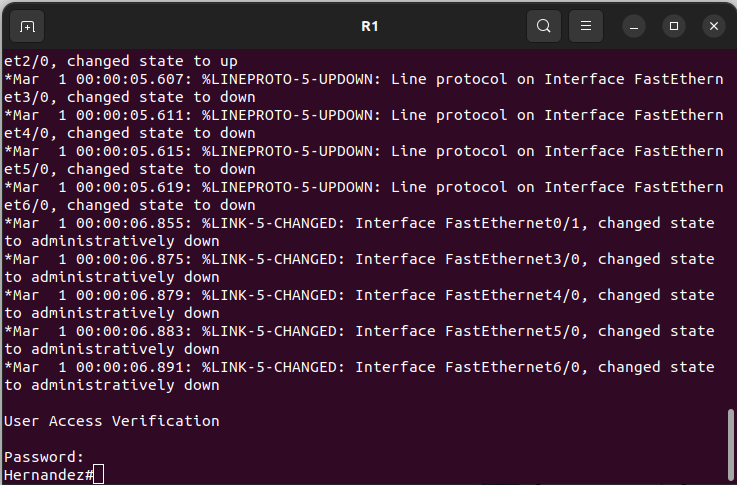 R1
et2/0, changed state to up
*Mar  1 00:00:05.607: %LINEPROTO-5-UPDOWN: Line protocol on Interface FastEthern
et3/0, changed state to down
*Mar  1 00:00:05.611: %LINEPROTO-5-UPDOWN: Line protocol on Interface FastEthern
et4/0, changed state to down
*Mar  1 00:00:05.615: %LINEPROTO-5-UPDOWN: Line protocol on Interface FastEthern
et5/0, changed state to down
*Mar  1 00:00:05.619: %LINEPROTO-5-UPDOWN: Line protocol on Interface FastEthern
et6/0, changed state to down
*Mar  1 00:00:06.855: %LINK-5-CHANGED: Interface FastEthernet0/1, changed state
to administratively down
*Mar  1 00:00:06.875: %LINK-5-CHANGED: Interface FastEthernet3/0, changed state
to administratively down
*Mar  1 00:00:06.879: %LINK-5-CHANGED: Interface FastEthernet4/0, changed state
to administratively down
*Mar  1 00:00:06.883: %LINK-5-CHANGED: Interface FastEthernet5/0, changed state
to administratively down
*Mar  1 00:00:06.891: %LINK-5-CHANGED: Interface FastEthernet6/0, changed state
to administratively down
User Access Verification
Password:
Hernandez#